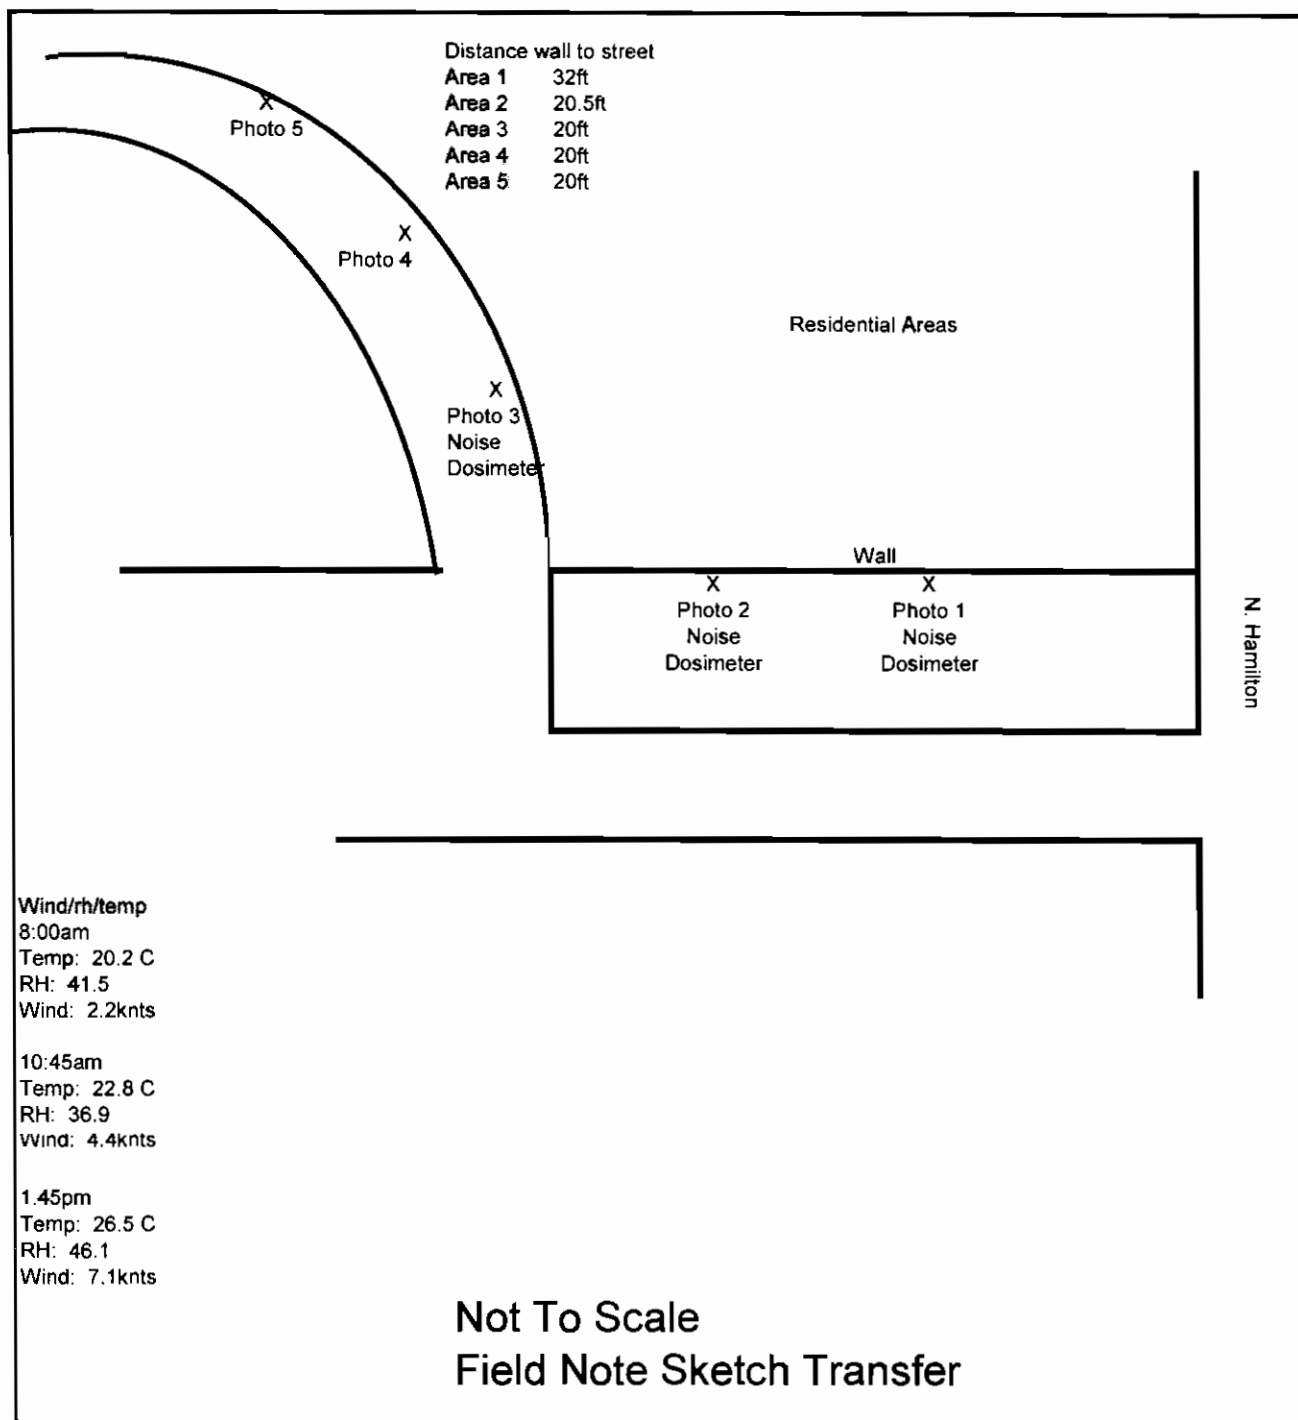 Distance wall to street
Area 1 32ft
Area 2 20.5ft
Area 3 20ft
Area 4 20ft
Area 5 20ft
X
Photo 5
X
Photo 4
Residential Areas
X
Photo 3
Noise
Dosimeter
Wall
X
Photo 2
Noise
Dosimeter
X
Photo 1
Noise
Dosimeter
N. Hamilton
Wind/rh/temp
8:00am
Temp: 20.2 C
RH: 41.5
Wind: 2.2knts
10:45am
Temp: 22.8 C
RH: 36.9
Wind: 4.4knts
1.45pm
Temp: 26.5 C
RH: 46.1
Wind: 7.1knts
Not To Scale
Field Note Sketch Transfer